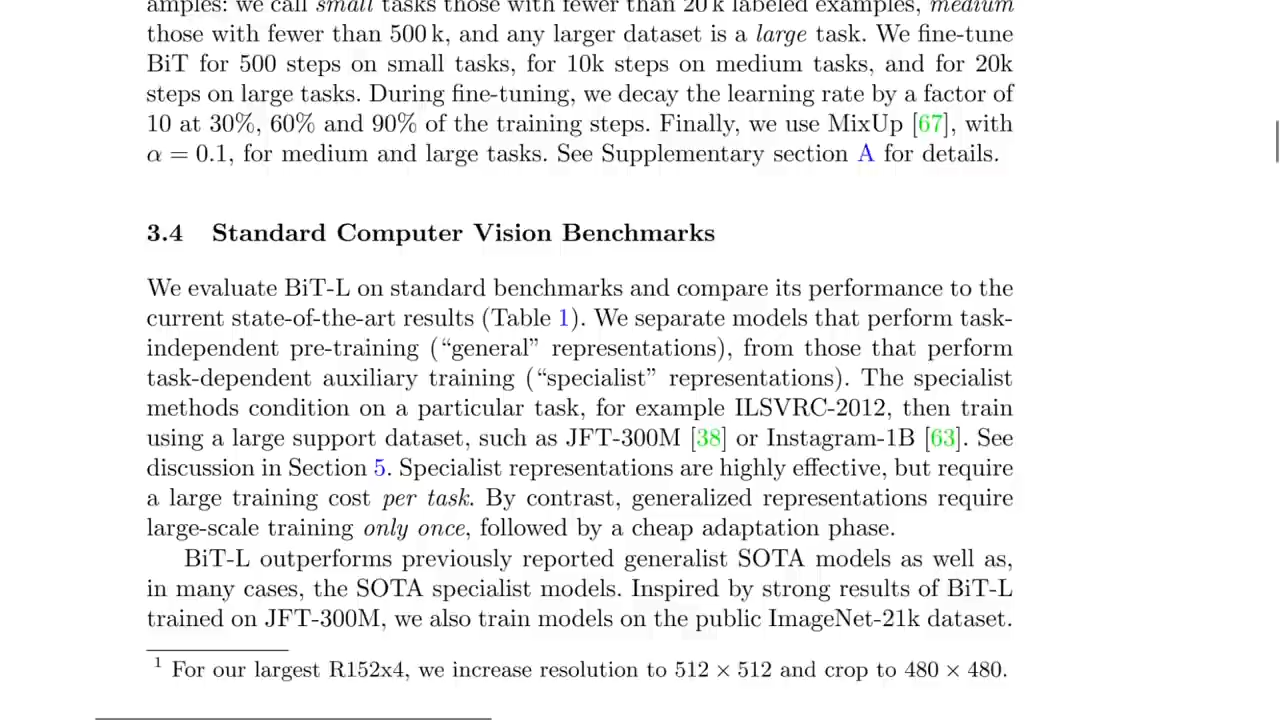 amples: we call small tasks those with fewer than 20 k labeled examples, medium
those with fewer than 500 k, and any larger dataset is a large task. We fine-tune
BiT for 500 steps on small tasks, for 10k steps on medium tasks, and for 20k
steps on large tasks. During fine-tuning, we decay the learning rate by a factor of
10 at 30%, 60% and 90% of the training steps. Finally, we use MixUp [67], with
α = 0.1, for medium and large tasks. See Supplementary section A for details.
3.4 Standard Computer Vision Benchmarks
We evaluate BiT-L on standard benchmarks and compare its performance to the
current state-of-the-art results (Table 1). We separate models that perform task-
independent pre-training (“general” representations), from those that perform
task-dependent auxiliary training (“specialist” representations). The specialist
methods condition on a particular task, for example ILSVRC-2012, then train
using a large support dataset, such as JFT-300M [38] or Instagram-1B [63]. See
discussion in Section 5. Specialist representations are highly effective, but require
a large training cost per task. By contrast, generalized representations require
large-scale training only once, followed by a cheap adaptation phase.
BiT-L outperforms previously reported generalist SOTA models as well as,
in many cases, the SOTA specialist models. Inspired by strong results of BiT-L
trained on JFT-300M, we also train models on the public ImageNet-21k dataset.
1 For our largest R152x4, we increase resolution to 512 × 512 and crop to 480 × 480.